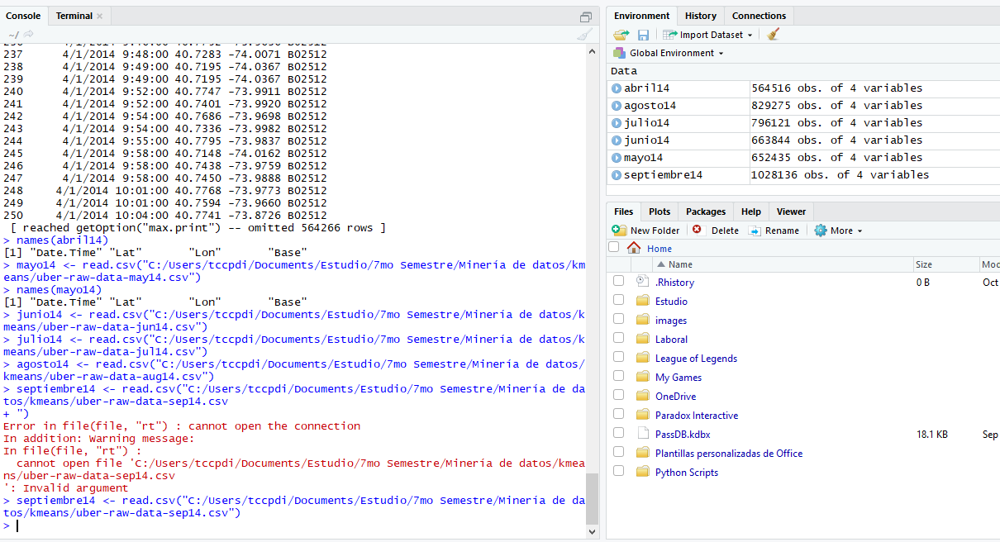 Console
Terminal
~/
237      4/1/2014 9:48:00 40.7283 -74.0071 B02512
238      4/1/2014 9:49:00 40.7195 -74.0367 B02512
239      4/1/2014 9:49:00 40.7195 -74.0367 B02512
240      4/1/2014 9:52:00 40.7747 -73.9911 B02512
241      4/1/2014 9:52:00 40.7401 -73.9920 B02512
242      4/1/2014 9:54:00 40.7686 -73.9698 B02512
243      4/1/2014 9:54:00 40.7336 -73.9982 B02512
244      4/1/2014 9:55:00 40.7795 -73.9837 B02512
245      4/1/2014 9:58:00 40.7148 -74.0162 B02512
246      4/1/2014 9:58:00 40.7438 -73.9759 B02512
247      4/1/2014 9:58:00 40.7450 -73.9888 B02512
248     4/1/2014 10:01:00 40.7768 -73.9773 B02512
249     4/1/2014 10:01:00 40.7594 -73.9660 B02512
250     4/1/2014 10:04:00 40.7741 -73.8726 B02512
 [ reached getOption("max.print") -- omitted 564266 rows ]
> names(abril14)
[1] "Date.Time" "Lat"       "Lon"       "Base"
> mayo14 <- read.csv("C:/Users/tccpdi/Documents/Estudio/7mo Semestre/Minería de datos/km
eans/uber-raw-data-may14.csv")
> names(mayo14)
[1] "Date.Time" "Lat"       "Lon"       "Base"
> junio14 <- read.csv("C:/Users/tccpdi/Documents/Estudio/7mo Semestre/Minería de datos/k
means/uber-raw-data-jun14.csv")
> julio14 <- read.csv("C:/Users/tccpdi/Documents/Estudio/7mo Semestre/Minería de datos/k
means/uber-raw-data-jul14.csv")
> agosto14 <- read.csv("C:/Users/tccpdi/Documents/Estudio/7mo Semestre/Minería de datos/
kmeans/uber-raw-data-aug14.csv")
> septiembre14 <- read.csv("C:/Users/tccpdi/Documents/Estudio/7mo Semestre/Minería de da
tos/kmeans/uber-raw-data-sep14.csv
+ ")
Error in file(file, "rt") : cannot open the connection
In addition: Warning message:
In file(file, "rt") :
  cannot open file 'C:/Users/tccpdi/Documents/Estudio/7mo Semestre/Minería de datos/kmea
ns/uber-raw-data-sep14.csv
': Invalid argument
> septiembre14 <- read.csv("C:/Users/tccpdi/Documents/Estudio/7mo Semestre/Minería de da
tos/kmeans/uber-raw-data-sep14.csv")
>
Environment History Connections
Import Dataset
Global Environment
Data
abril14 564516 obs. of 4 variables
agosto14 829275 obs. of 4 variables
julio14 796121 obs. of 4 variables
junio14 663844 obs. of 4 variables
mayo14 652435 obs. of 4 variables
septiembre14 1028136 obs. of 4 variables
Files Plots Packages Help Viewer
New Folder Delete Rename More
Home
Name Size
.Rhistory 0 B Oct
Estudio
images
Laboral
League of Legends
My Games
OneDrive
Paradox Interactive
PassDB.kdbx 18.1 KB Sep
Plantillas personalizadas de Office
Python Scripts